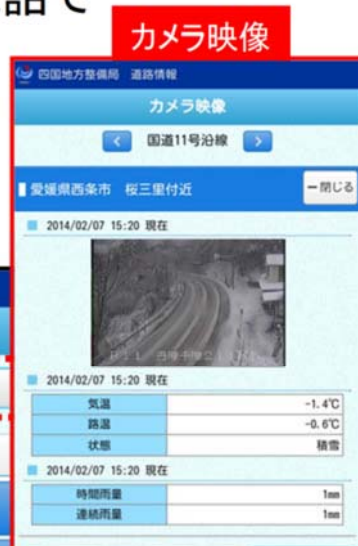 カメラ映像
四国地方整備局 道路情報
カメラ映像
国道11号沿線
愛媛県西条市 桜三里付近
ー閉じる
2014/02/07 15:20 現在
2014/02/07 15:20 現在
気温 -1.4℃
路温 -0.6℃
状態 積雪
2014/02/07 15:20 現在
時間雨量 1mm
連続雨量 1mm